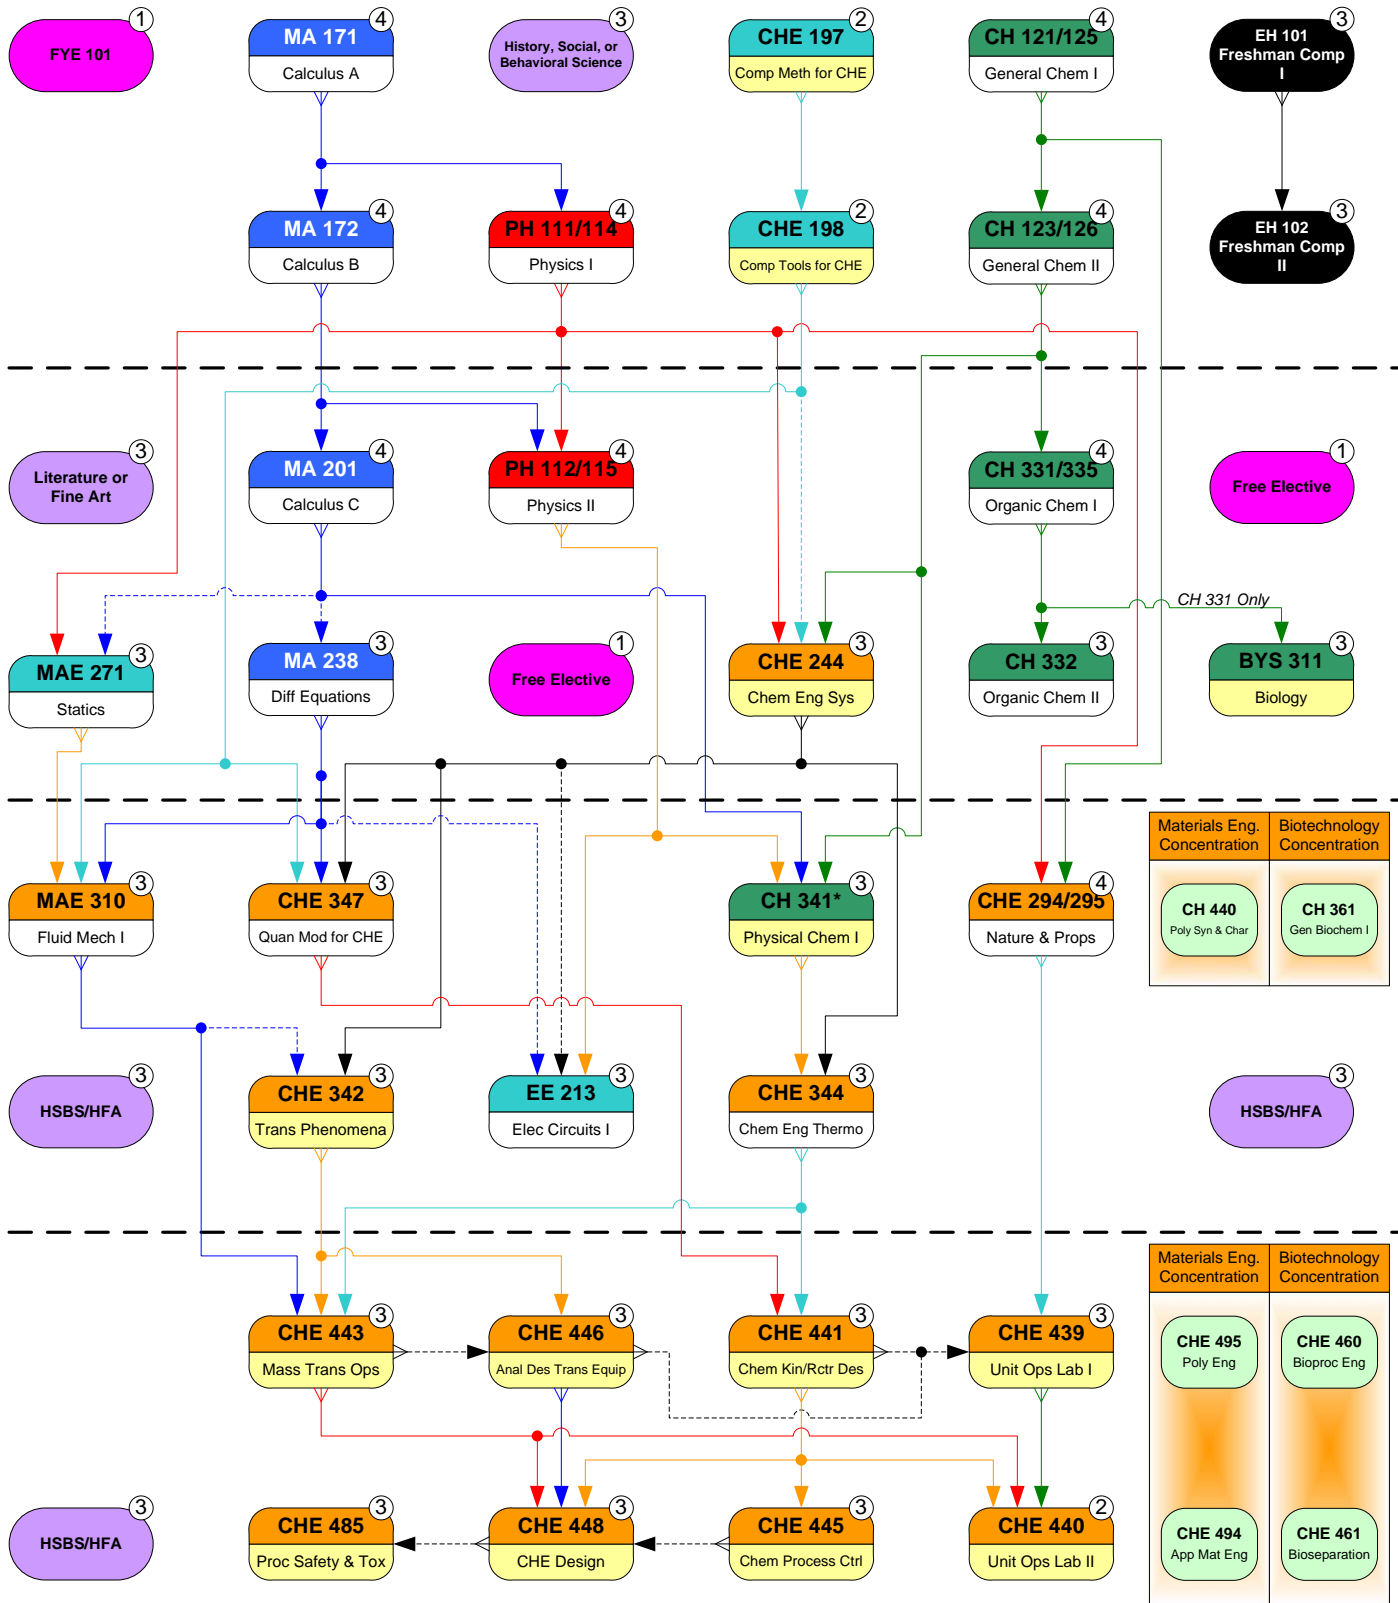 1
FYE 101
4
MA 171
Calculus A
3
History, Social, or
Behavioral Science
2
CHE 197
Comp Meth for CHE
4
CH 121/125
General Chem I
3
EH 101
Freshman Comp
I
4
MA 172
Calculus B
4
PH 111/114
Physics I
2
CHE 198
Comp Tools for CHE
4
CH 123/126
General Chem II
3
EH 102
Freshman Comp
II
3
Literature or
Fine Art
4
MA 201
Calculus C
4
PH 112/115
Physics II
4
CH 331/335
Organic Chem I
1
Free Elective
CH 331 Only
3
MAE 271
Statics
3
MA 238
Diff Equations
1
Free Elective
3
CHE 244
Chem Eng Sys
3
CH 332
Organic Chem II
3
BYS 311
Biology
Materials Eng.
Concentration
Biotechnology
Concentration
3
MAE 310
Fluid Mech I
3
CHE 347
Quan Mod for CHE
3
CH 341*
Physical Chem I
4
CHE 294/295
Nature & Props
CH 440
Poly Syn & Char
CH 361
Gen Biochem I
3
HSBS/HFA
3
CHE 342
Trans Phenomena
3
EE 213
Elec Circuits I
3
CHE 344
Chem Eng Thermo
3
HSBS/HFA
Materials Eng.
Concentration
Biotechnology
Concentration
3
CHE 443
Mass Trans Ops
3
CHE 446
Anal Des Trans Equip
3
CHE 441
Chem Kin/Rctr Des
3
CHE 439
Unit Ops Lab I
CHE 495
Poly Eng
CHE 460
Bioproc Eng
3
HSBS/HFA
3
CHE 485
Proc Safety & Tox
3
CHE 448
CHE Design
3
CHE 445
Chem Process Ctrl
2
CHE 440
Unit Ops Lab II
CHE 494
App Mat Eng
CHE 461
Bioseparation